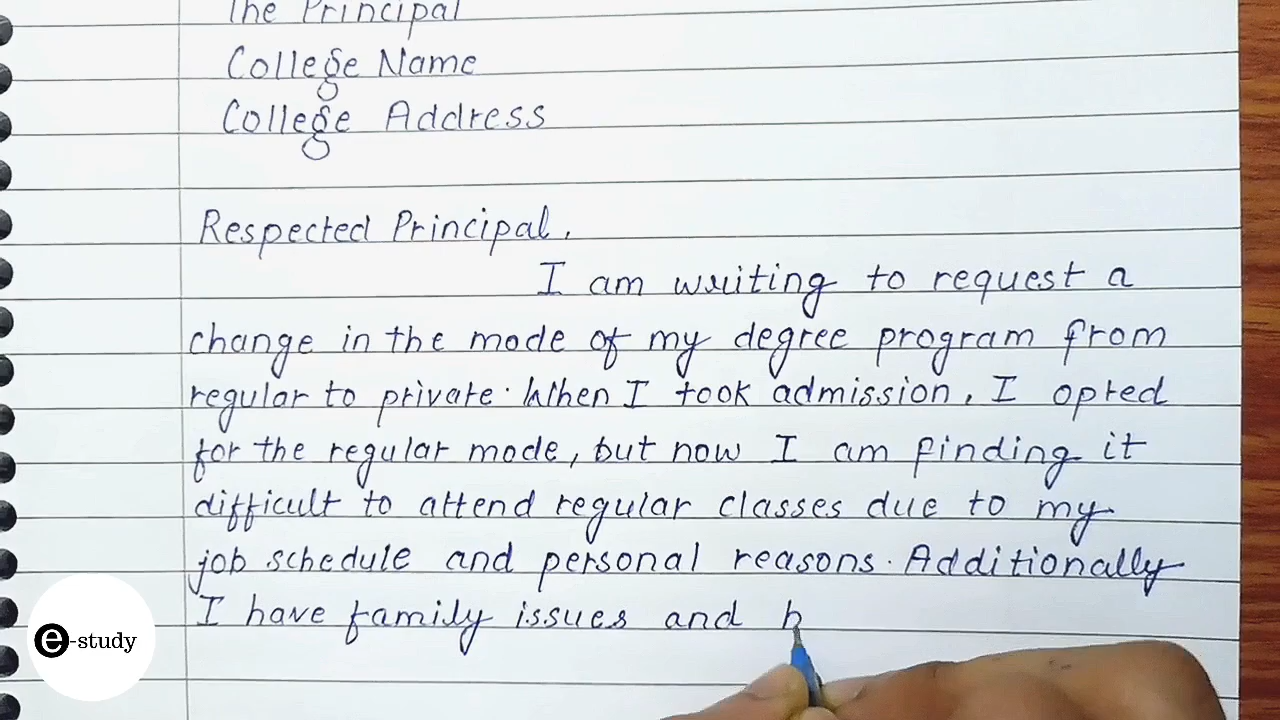 The Principal
College Name
College Address
Respected Principal,
I am writing to request a
change in the mode of my degree program from
regular to private. When I took admission, I opted
for the regular mode, but now I am finding it
difficult to attend regular classes due to my
job schedule and personal reasons. Additionally
I have family issues and h
e-study